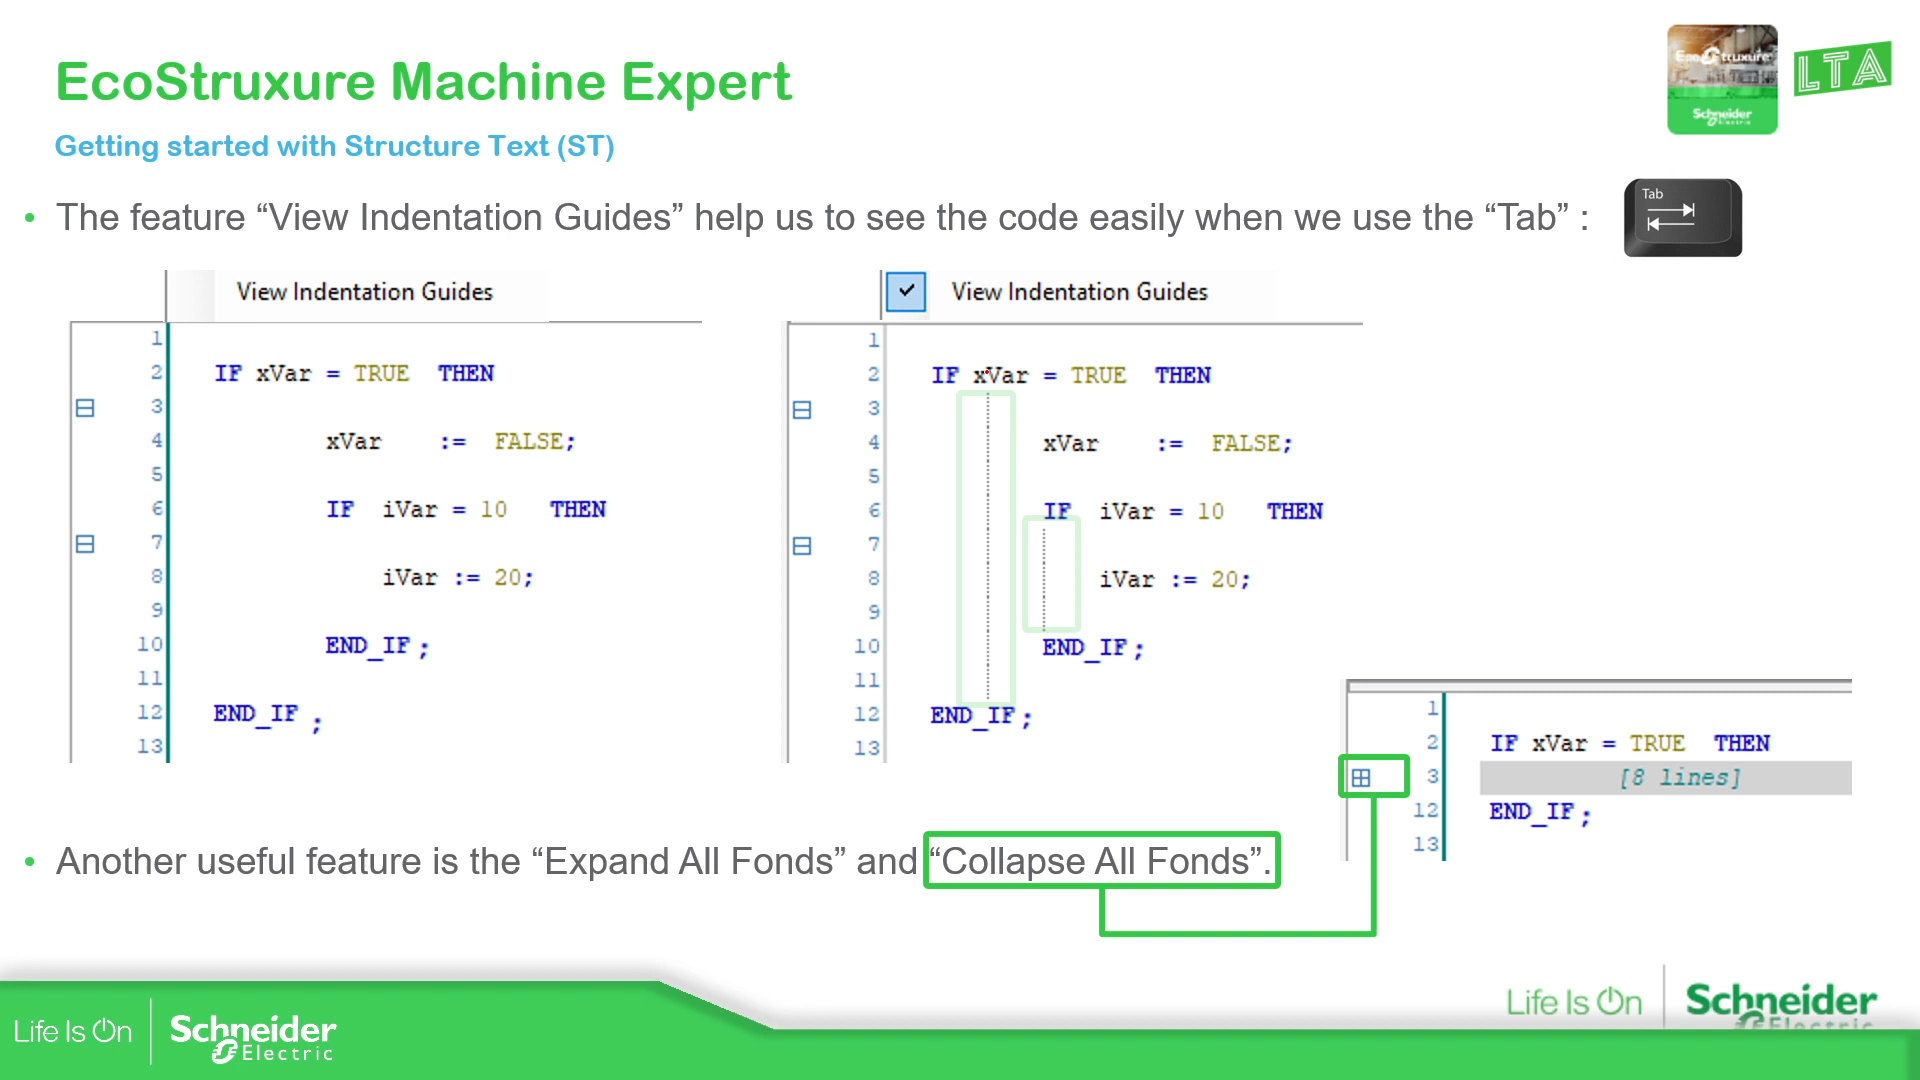 EcoStruxure Machine Expert
EcoStruxure
Schneider
Electric
LTA
Getting started with Structure Text (ST)
• The feature “View Indentation Guides” help us to see the code easily when we use the “Tab” :
Tab
View Indentation Guides
1
2 IF xVar = TRUE THEN
3
4 xVar := FALSE;
5
6 IF iVar = 10 THEN
7
8 iVar := 20;
9
10 END_IF ;
11
12 END_IF ;
13
View Indentation Guides
1
2 IF xVar = TRUE THEN
3
4 xVar := FALSE;
5
6 IF iVar = 10 THEN
7
8 iVar := 20;
9
10 END_IF;
11
12 END_IF;
13
1
2 IF xVar = TRUE THEN
3 [8 lines]
12 END_IF;
13
• Another useful feature is the “Expand All Fonds” and “Collapse All Fonds”.
Life Is On
Schneider
Electric
Life Is On
Schneider
Electric